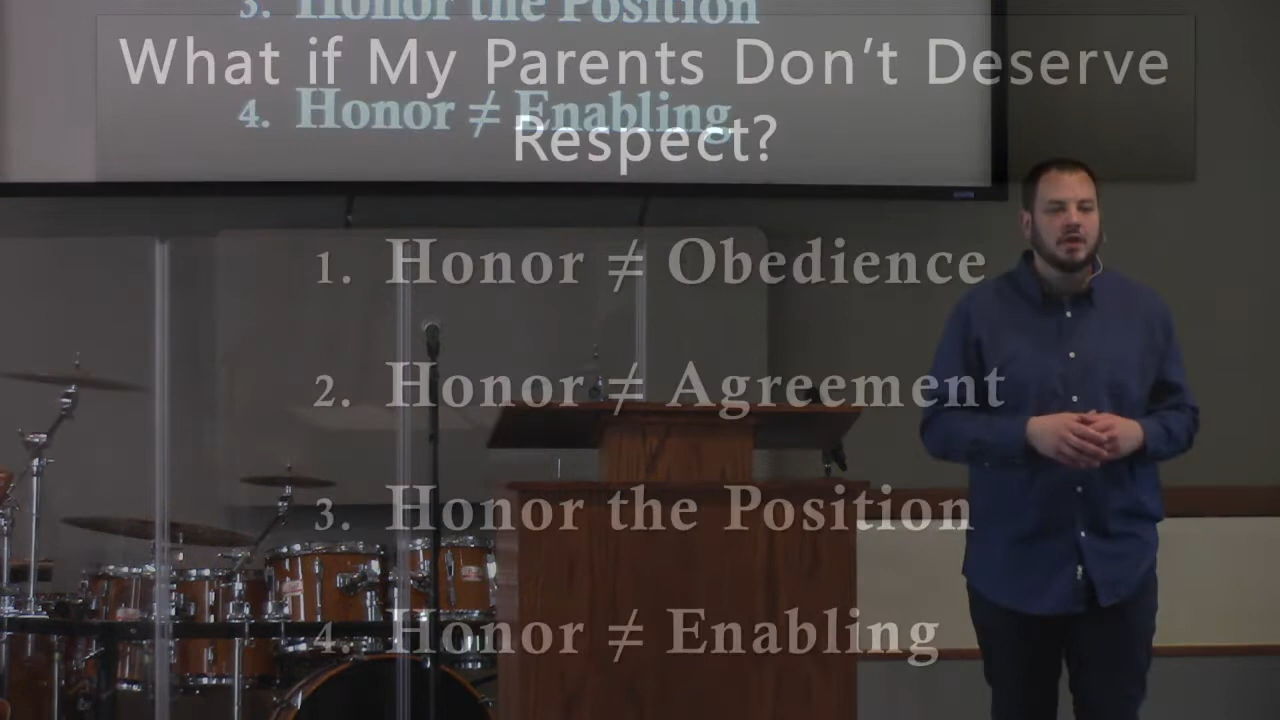 3. Honor the Position
What if My Parents Don’t Deserve
4. Honor ≠ Enabling
Respect?
1. Honor ≠ Obedience
2. Honor ≠ Agreement
3. Honor the Position
4. Honor ≠ Enabling